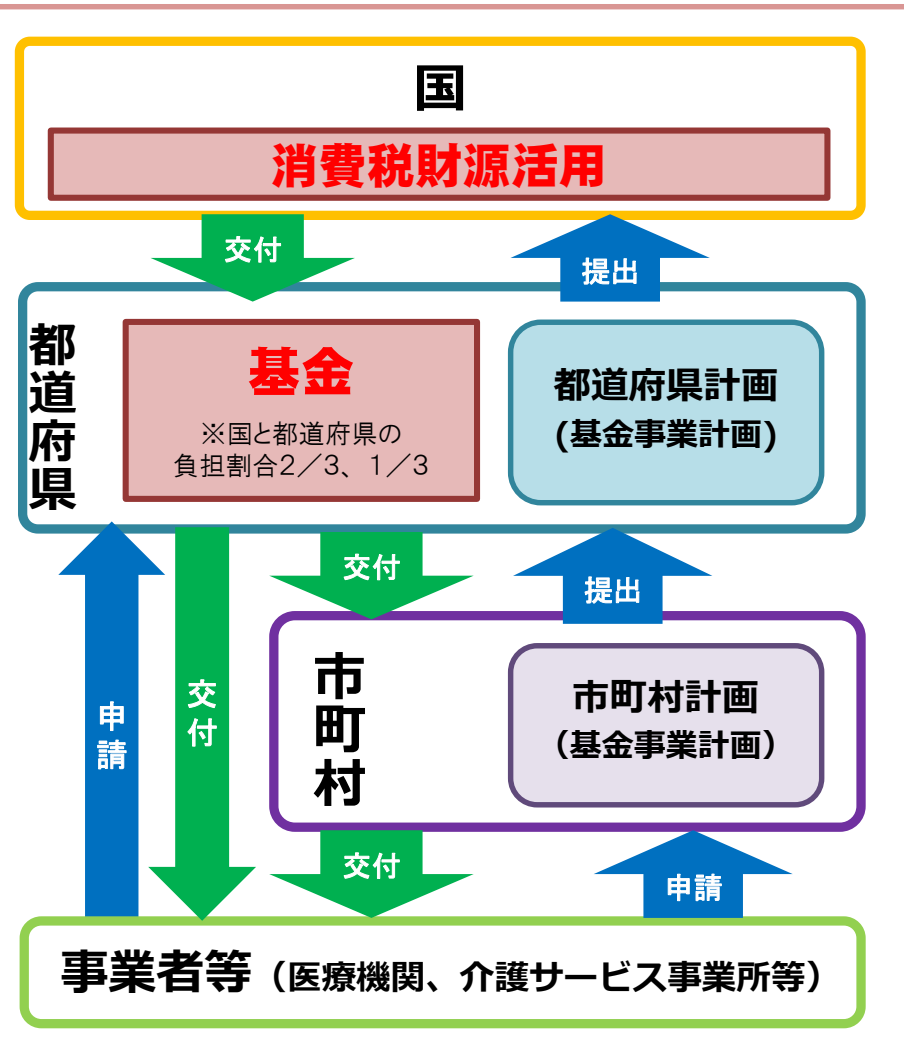 国
消費税財源活用
交付
提出
都道府県
基金
※国と都道府県の
負担割合2／3、1／3
都道府県計画
(基金事業計画)
交付
提出
申請
交付
市町村
市町村計画
（基金事業計画）
交付
申請
事業者等（医療機関、介護サービス事業所等）